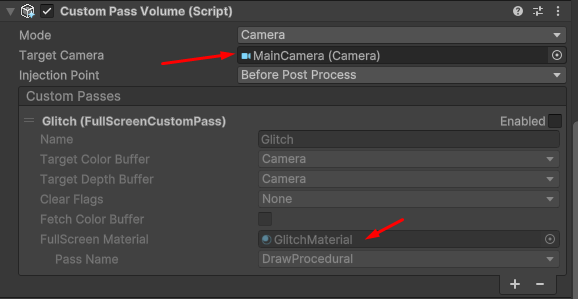 Custom Pass Volume (Script)
Mode Camera
Target Camera MainCamera (Camera)
Injection Point Before Post Process
Custom Passes
Glitch (FullScreenCustomPass) Enabled
Name Glitch
Target Color Buffer Camera
Target Depth Buffer Camera
Clear Flags None
Fetch Color Buffer
FullScreen Material GlitchMaterial
Pass Name DrawProcedural
+ −